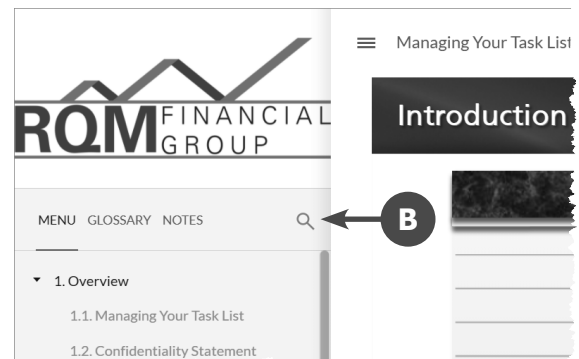 RQM FINANCIAL
GROUP
MENU GLOSSARY NOTES
1. Overview
1.1. Managing Your Task List
1.2. Confidentiality Statement
Managing Your Task List
Introduction
B